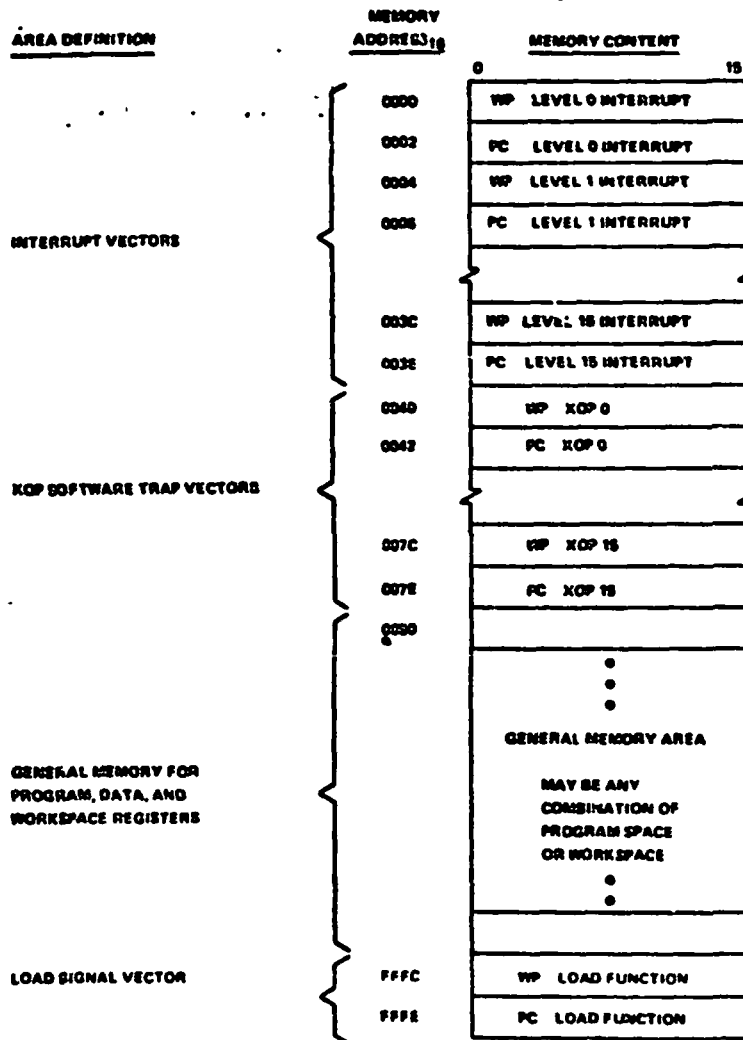 AREA DEFINITION
MEMORY ADDRESS16
MEMORY CONTENT
0 15
INTERRUPT VECTORS
0000 WP LEVEL 0 INTERRUPT
0002 PC LEVEL 0 INTERRUPT
0004 WP LEVEL 1 INTERRUPT
0006 PC LEVEL 1 INTERRUPT
003C WP LEVEL 15 INTERRUPT
003E PC LEVEL 15 INTERRUPT
XOP SOFTWARE TRAP VECTORS
0040 WP XOP 0
0042 PC XOP 0
007C WP XOP 15
007E PC XOP 15
0080
GENERAL MEMORY FOR
PROGRAM, DATA, AND
WORKSPACE REGISTERS
GENERAL MEMORY AREA
MAY BE ANY
COMBINATION OF
PROGRAM SPACE
OR WORKSPACE
LOAD SIGNAL VECTOR
FFFC WP LOAD FUNCTION
FFFE PC LOAD FUNCTION